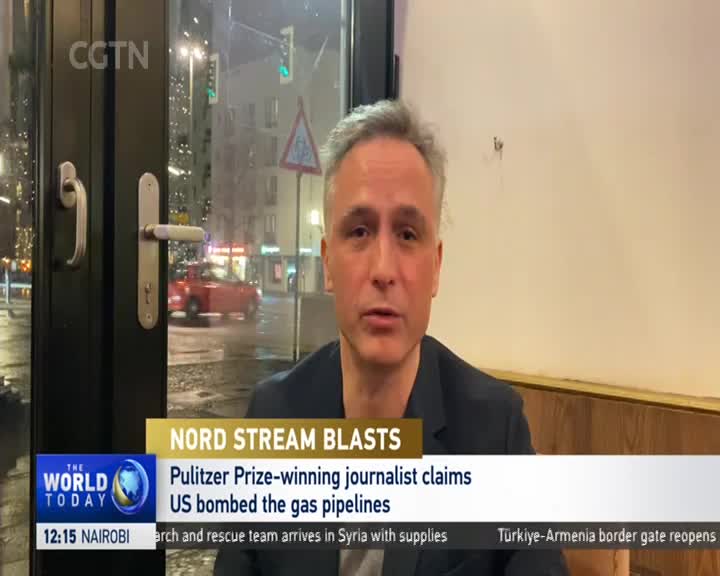 CGTN
NORD STREAM BLASTS
Pulitzer Prize-winning journalist claims
US bombed the gas pipelines
THE
WORLD
TODAY
12:15 NAIROBI
arch and rescue team arrives in Syria with supplies Türkiye-Armenia border gate reopens